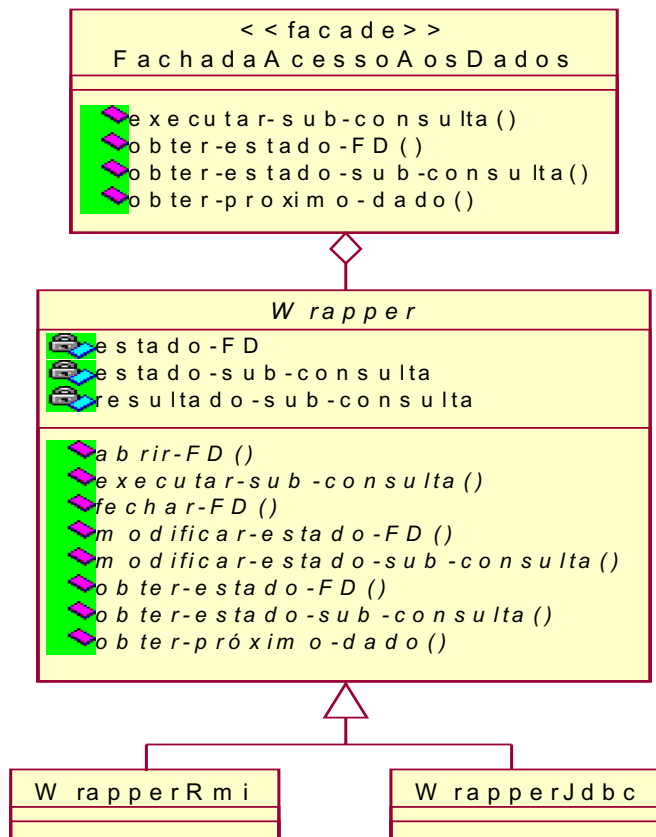 <<facade>>
FachadaAcessoAosDados
executar-sub-consulta()
obter-estado-FD()
obter-estado-sub-consulta()
obter-proximo-dado()
Wrapper
estado-FD
estado-sub-consulta
resultado-sub-consulta
abrir-FD()
executar-sub-consulta()
fechar-FD()
modificar-estado-FD()
modificar-estado-sub-consulta()
obter-estado-FD()
obter-estado-sub-consulta()
obter-próximo-dado()
WrapperRmi
WrapperJdbc